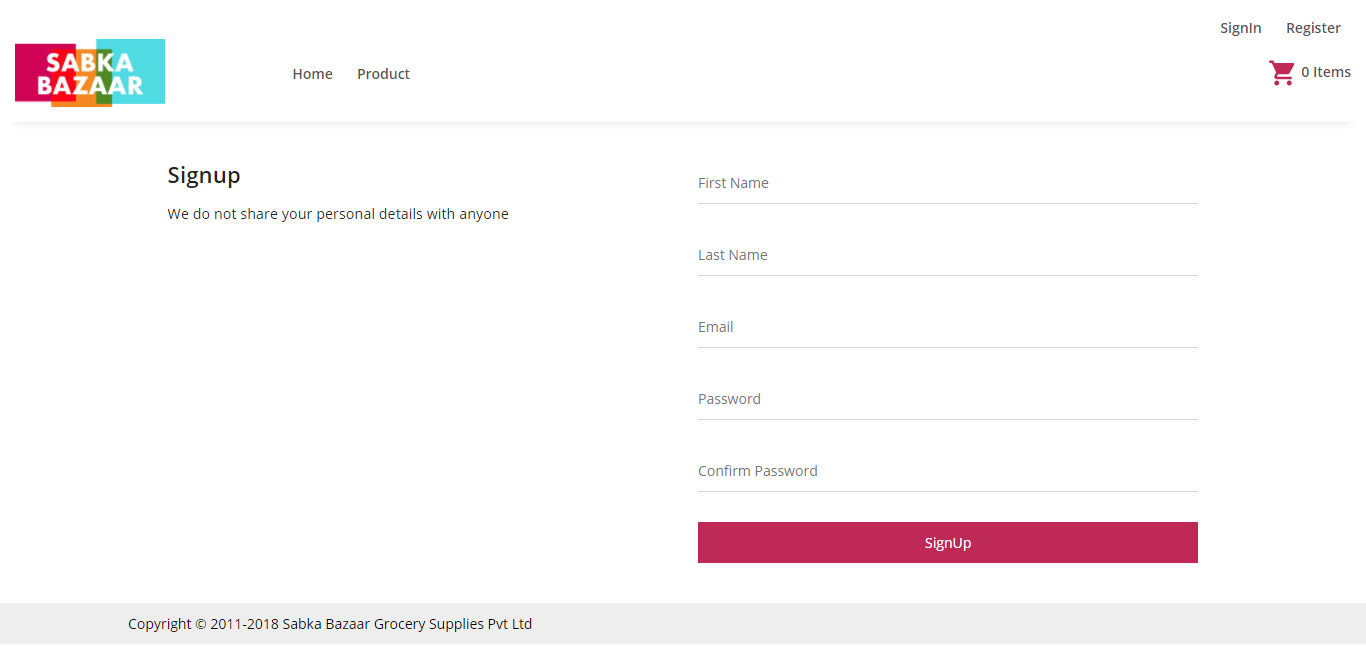 SignIn Register
SABKA
BAZAAR
Home Product
0 Items
Signup
We do not share your personal details with anyone
First Name
Last Name
Email
Password
Confirm Password
SignUp
Copyright © 2011-2018 Sabka Bazaar Grocery Supplies Pvt Ltd